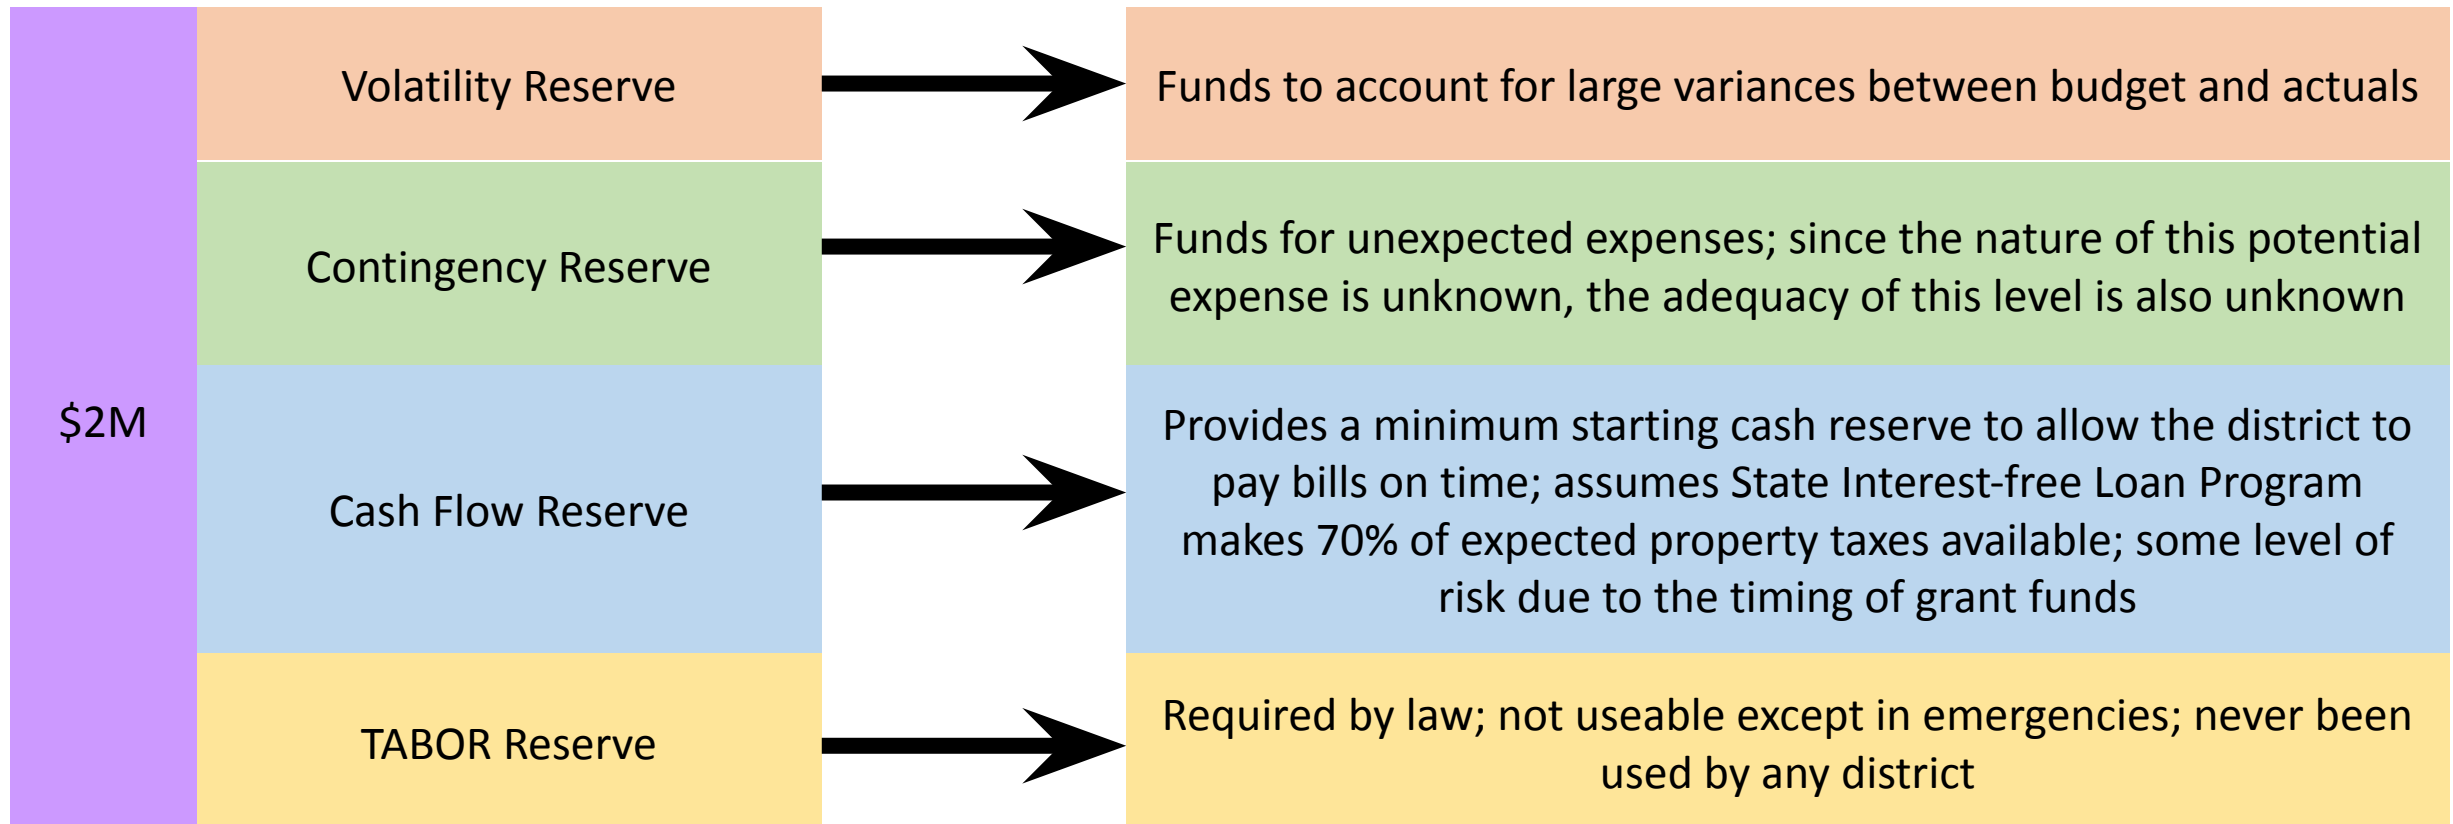 $2M
Volatility Reserve
Funds to account for large variances between budget and actuals
Contingency Reserve
Funds for unexpected expenses; since the nature of this potential
expense is unknown, the adequacy of this level is also unknown
Cash Flow Reserve
Provides a minimum starting cash reserve to allow the district to
pay bills on time; assumes State Interest-free Loan Program
makes 70% of expected property taxes available; some level of
risk due to the timing of grant funds
TABOR Reserve
Required by law; not useable except in emergencies; never been
used by any district